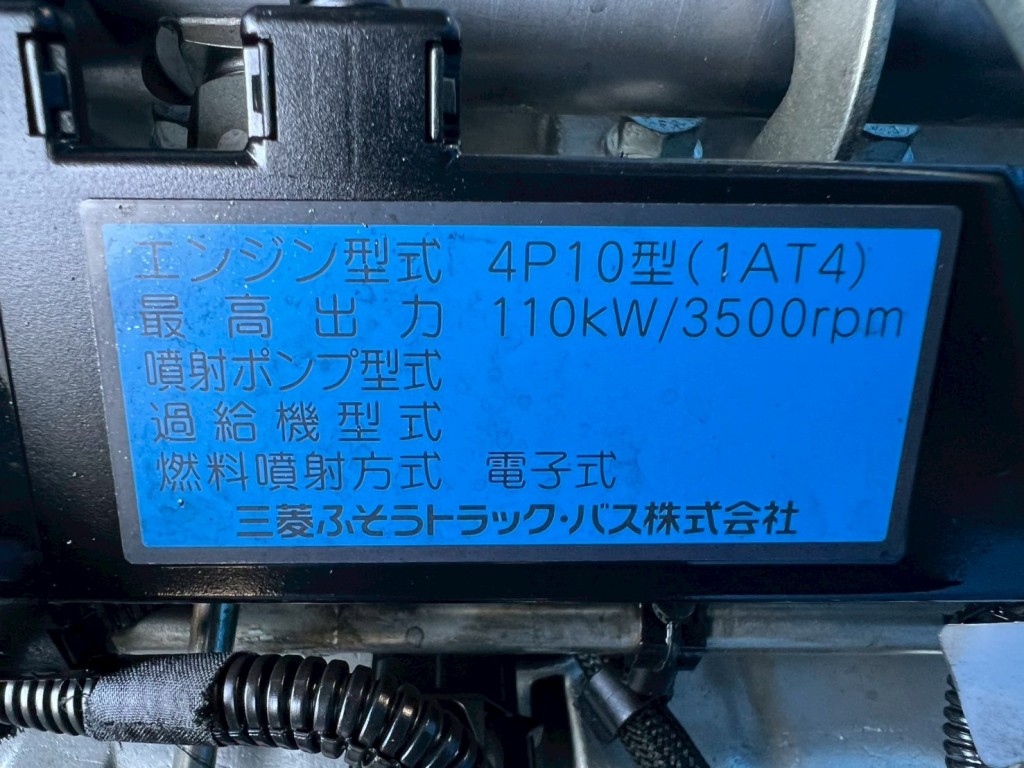 エンジン型式 4P10型(1AT4)
最高出力 110kW/3500rpm
噴射ポンプ型式
過給機型式
燃料噴射方式 電子式
三菱ふそうトラック・バス株式会社